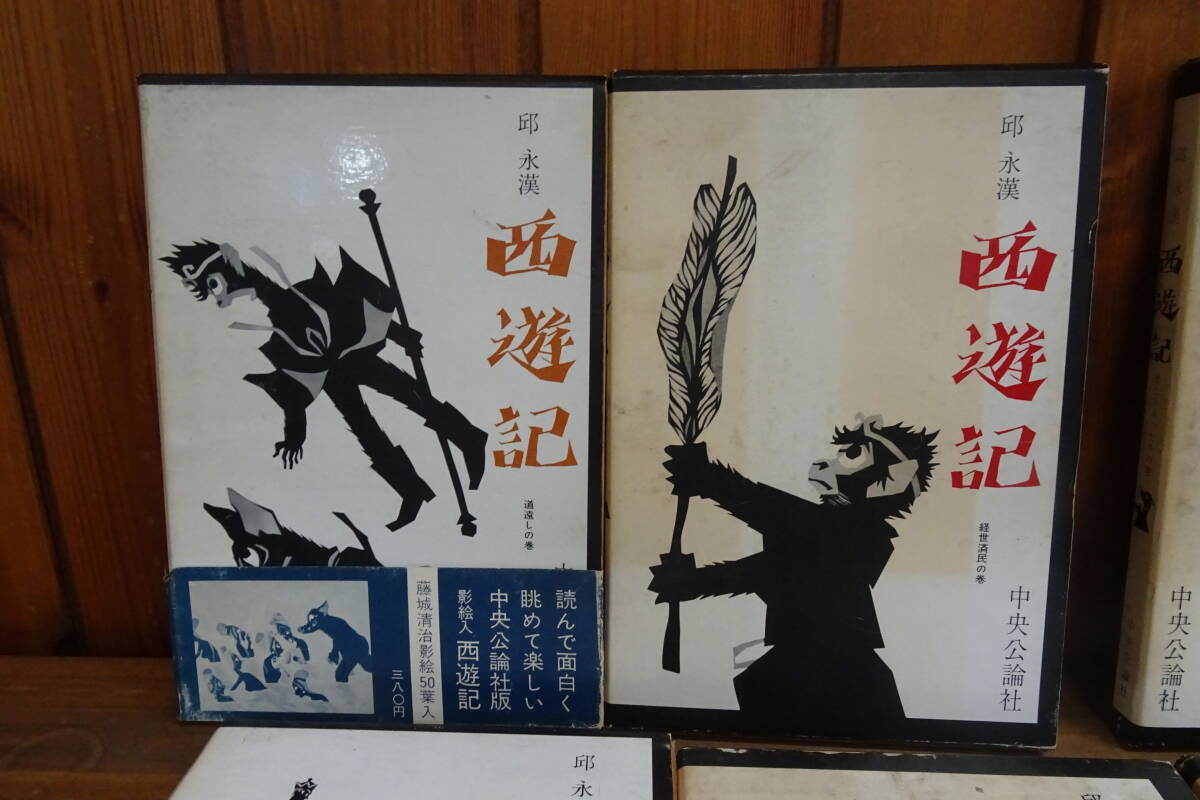 邱永漢
西遊記
道遠しの巻
中
読んで面白く
眺めて楽しい
中央公論社版
影絵入 西遊記
藤城清治影絵50葉入
三八〇円
邱永漢
西遊記
経世済民の巻
中央公論社
西遊記
中央公論社
邱永
邱